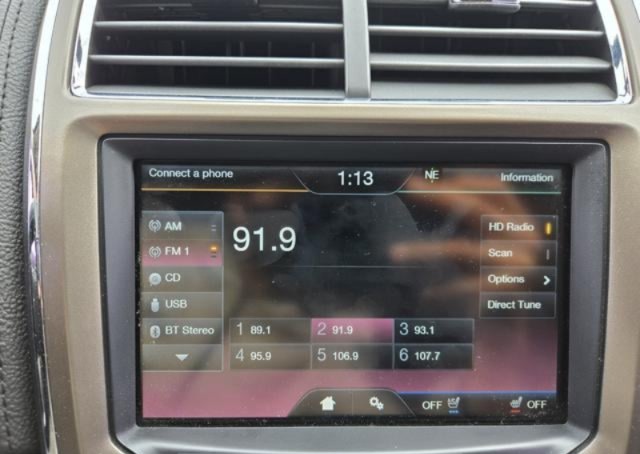 Connect a phone 1:13 NE Information
AM
FM 1
CD
USB
BT Stereo
91.9
HD Radio
Scan
Options
Direct Tune
1 89.1 2 91.9 3 93.1
4 95.9 5 106.9 6 107.7
OFF OFF